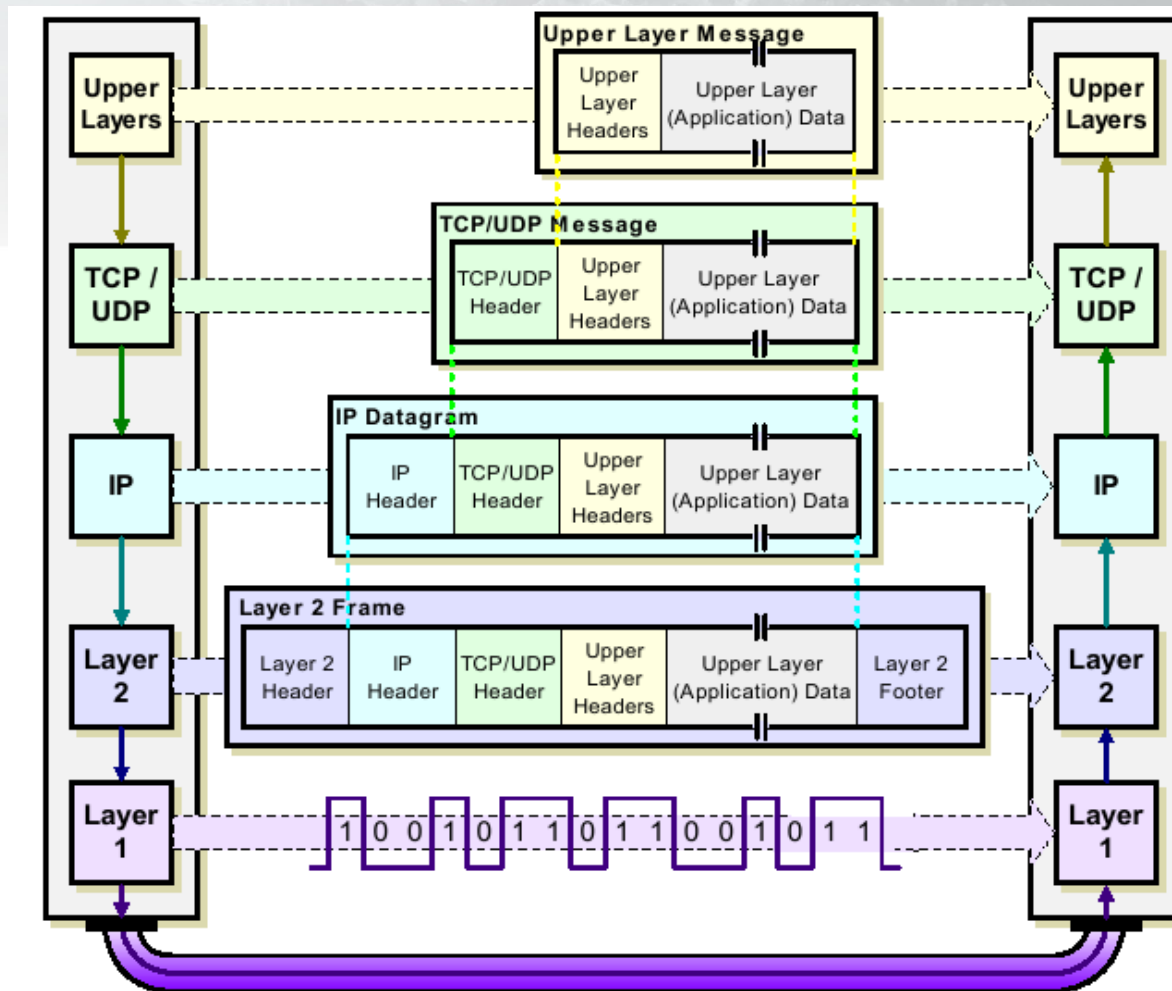 Upper Layer Message
Upper
Layers
Upper
Layer
Headers
Upper Layer
(Application) Data
Upper
Layers
TCP/UDP Message
TCP /
UDP
TCP/UDP
Header
Upper
Layer
Headers
Upper Layer
(Application) Data
TCP /
UDP
IP Datagram
IP
IP
Header
TCP/UDP
Header
Upper
Layer
Headers
Upper Layer
(Application) Data
IP
Layer 2 Frame
Layer
2
Layer 2
Header
IP
Header
TCP/UDP
Header
Upper
Layer
Headers
Upper Layer
(Application) Data
Layer 2
Footer
Layer
2
Layer
1
1 0 0 1 0 1 1 0 1 1 0 0 1 0 1 1
Layer
1